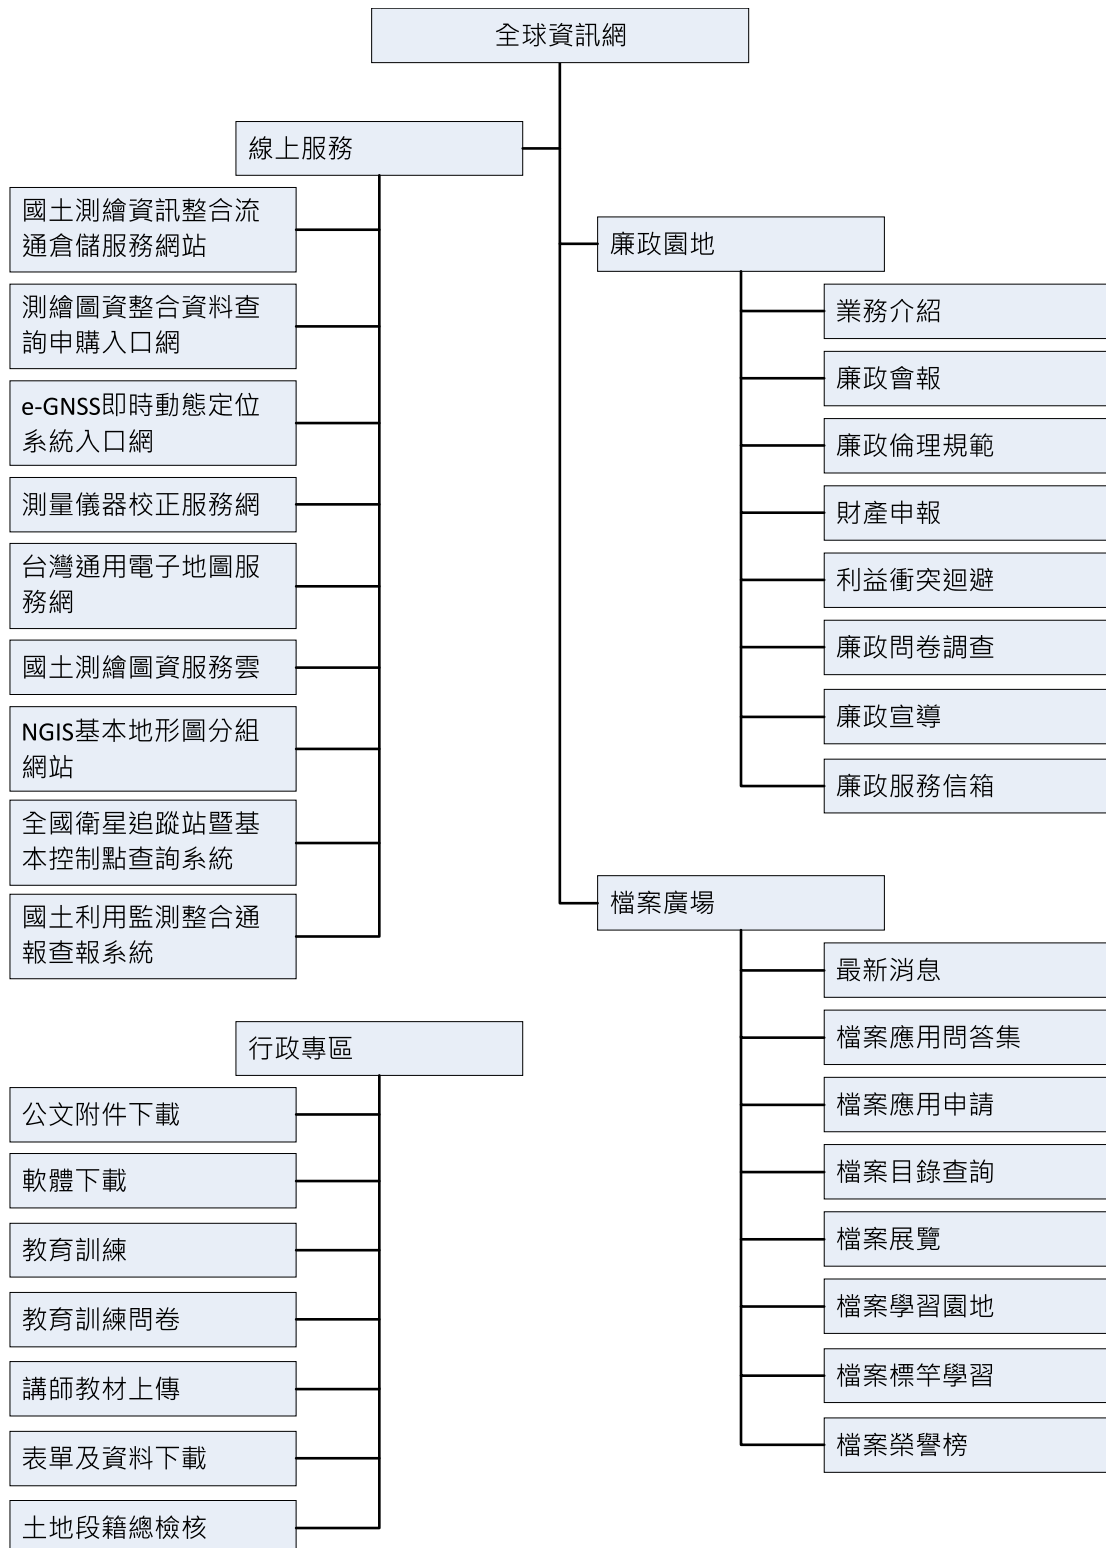 全球資訊網
線上服務
國土測繪資訊整合流
通倉儲服務網站
測繪圖資整合資料查
詢申購入口網
e-GNSS即時動態定位
系統入口網
測量儀器校正服務網
台灣通用電子地圖服
務網
國土測繪圖資服務雲
NGIS基本地形圖分組
網站
全國衛星追蹤站暨基
本控制點查詢系統
國土利用監測整合通
報查報系統
行政專區
公文附件下載
軟體下載
教育訓練
教育訓練問卷
講師教材上傳
表單及資料下載
土地段籍總檢核
廉政園地
業務介紹
廉政會報
廉政倫理規範
財產申報
利益衝突迴避
廉政問卷調查
廉政宣導
廉政服務信箱
檔案廣場
最新消息
檔案應用問答集
檔案應用申請
檔案目錄查詢
檔案展覽
檔案學習園地
檔案標竿學習
檔案榮譽榜